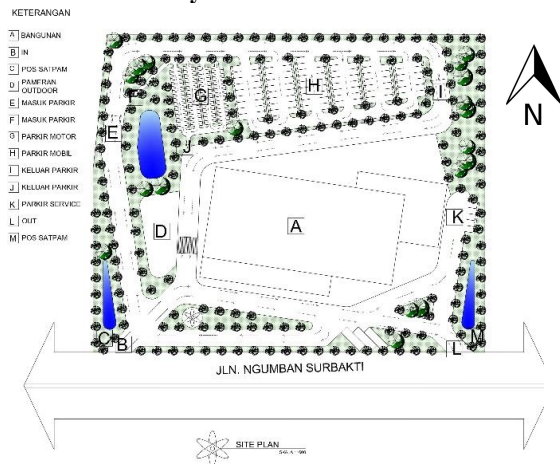 KETERANGAN
A BANGUNAN
B IN
C POS SATPAM
D PAMERAN OUTDOOR
E MASUK PARKIR
F MASUK PARKIR
G PARKIR MOTOR
H PARKIR MOBIL
I KELUAR PARKIR
J KELUAR PARKIR
K PARKIR SERVICE
L OUT
M POS SATPAM
N
F
G
H
I
E
J
K
D
A
C
B
L
M
JLN. NGUMBAN SURBAKTI
SITE PLAN